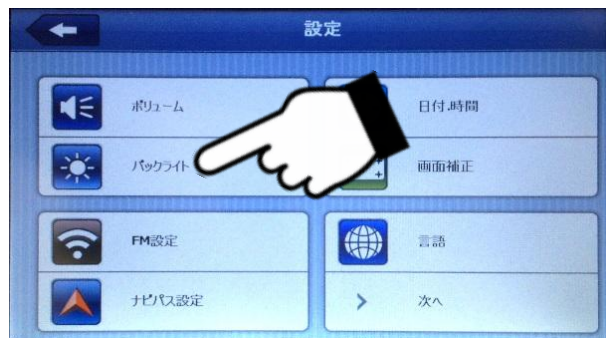 設定
ボリューム
日付.時間
バックライト
画面補正
FM設定
言語
ナビパス設定
次へ